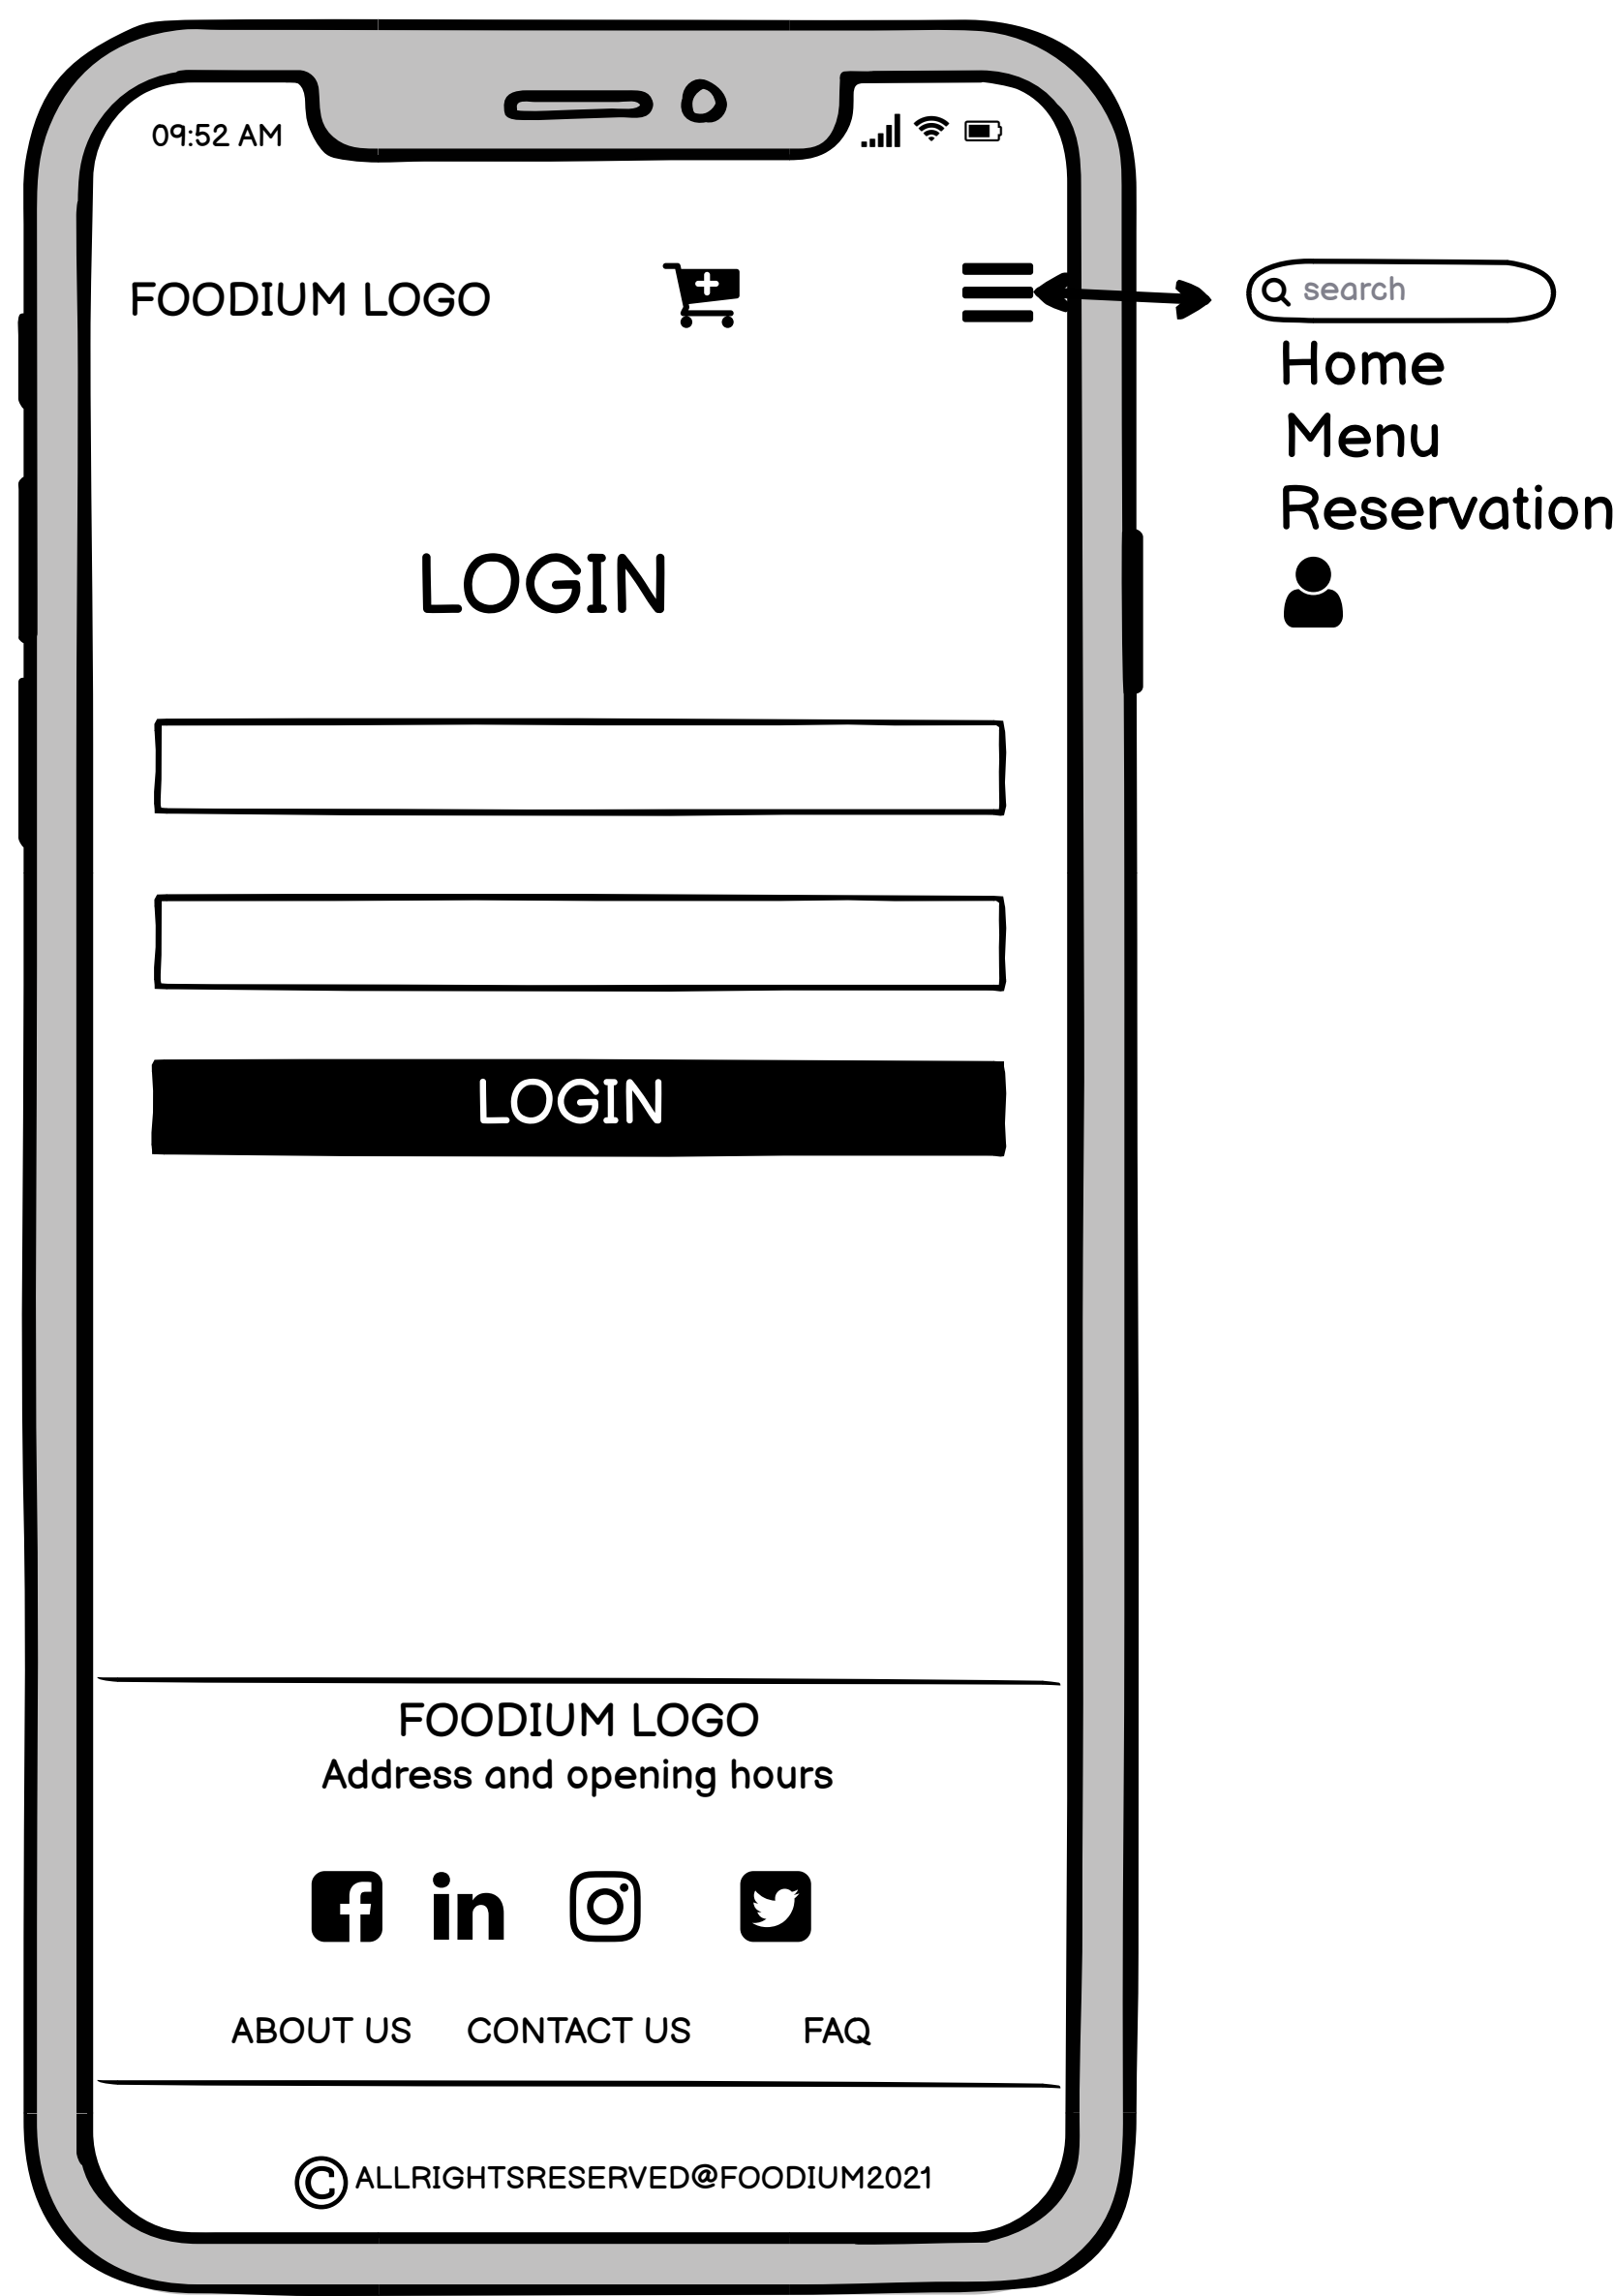 09:52 AM
FOODIUM LOGO
search
Home
Menu
Reservation
LOGIN
LOGIN
FOODIUM LOGO
Address and opening hours
ABOUT US CONTACT US FAQ
©ALLRIGHTSRESERVED@FOODIUM2021